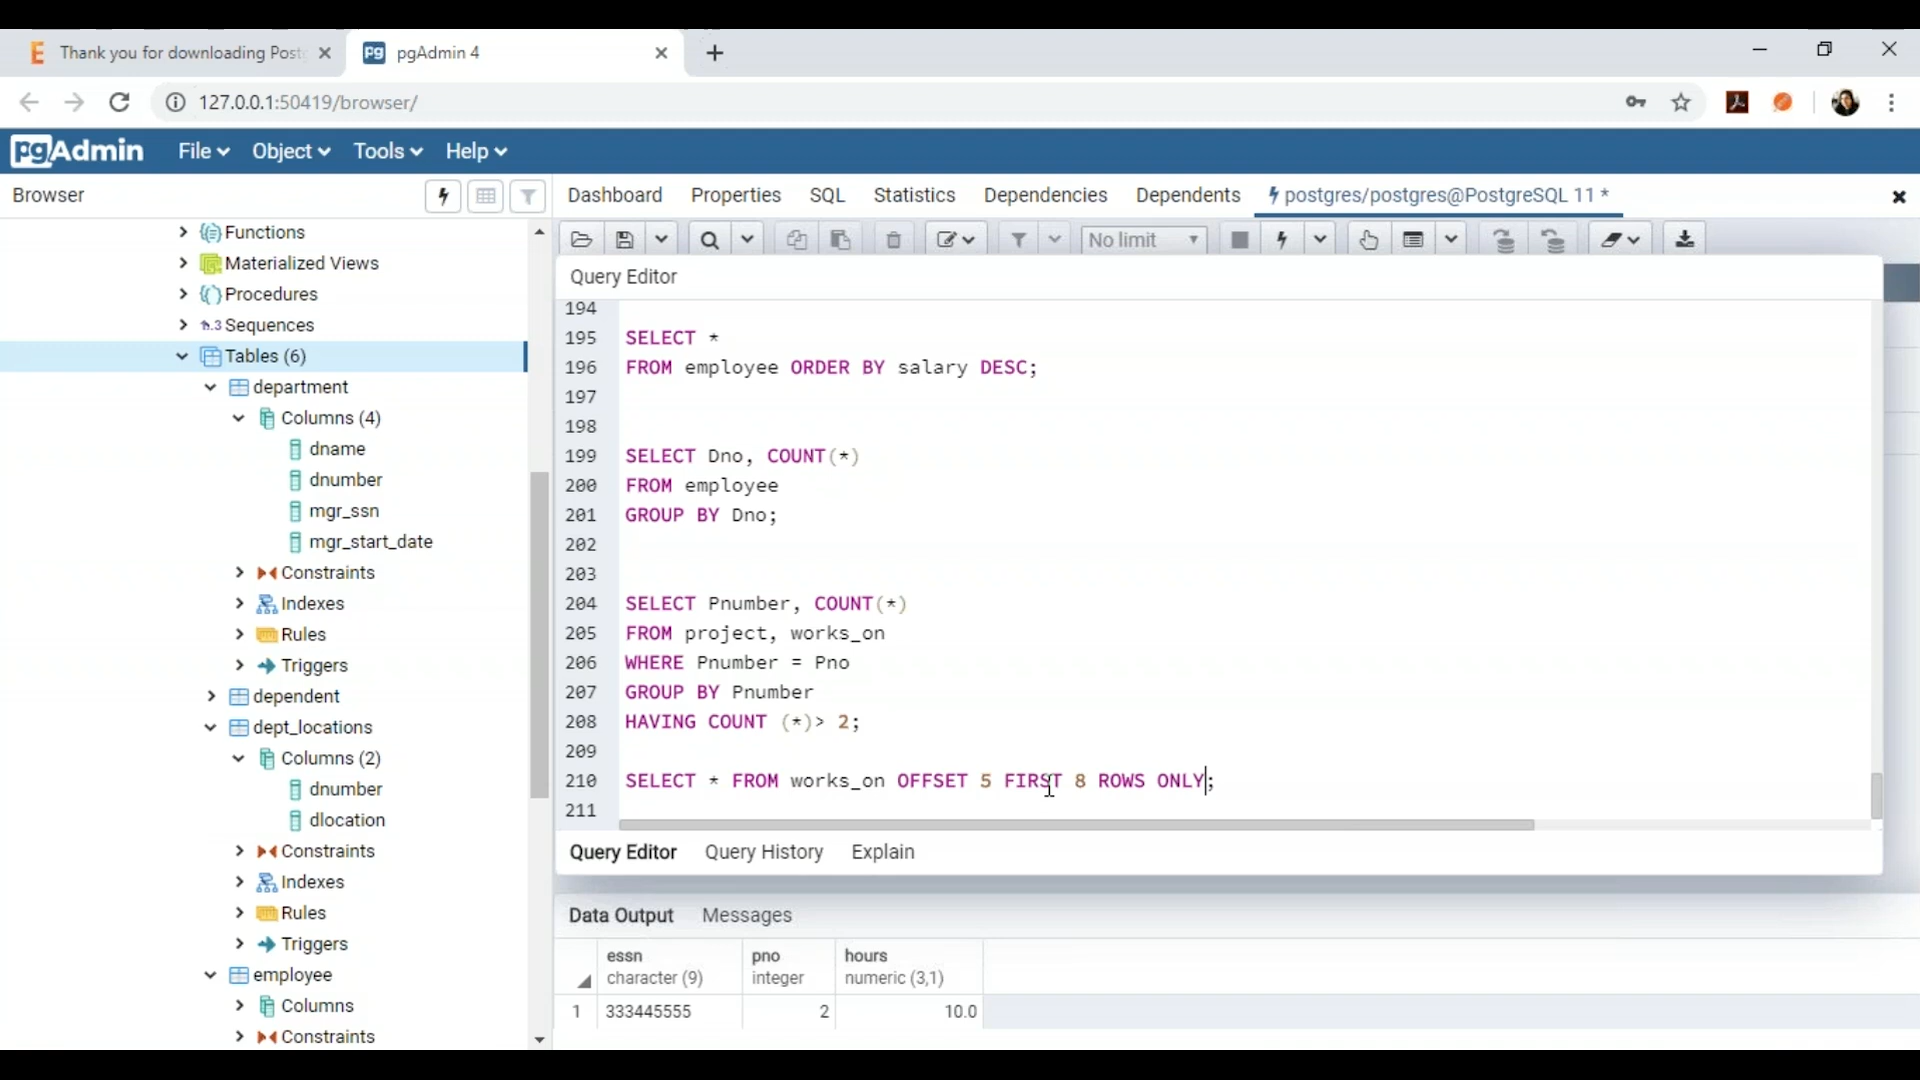 Thank you for downloading Post
pgAdmin 4
127.0.0.1:50419/browser/
pgAdmin
File
Object
Tools
Help
Browser
Dashboard
Properties
SQL
Statistics
Dependencies
Dependents
postgres/postgres@PostgreSQL 11 *
No limit
Functions
Materialized Views
Procedures
1..3 Sequences
Tables (6)
department
Columns (4)
dname
dnumber
mgr_ssn
mgr_start_date
Constraints
Indexes
Rules
Triggers
dependent
dept_locations
Columns (2)
dnumber
dlocation
Constraints
Indexes
Rules
Triggers
employee
Columns
Constraints
Query Editor
194
195 SELECT *
196 FROM employee ORDER BY salary DESC;
197
198
199 SELECT Dno, COUNT(*)
200 FROM employee
201 GROUP BY Dno;
202
203
204 SELECT Pnumber, COUNT(*)
205 FROM project, works_on
206 WHERE Pnumber = Pno
207 GROUP BY Pnumber
208 HAVING COUNT (*)> 2;
209
210 SELECT * FROM works_on OFFSET 5 FIRST 8 ROWS ONLY;
211
Query Editor
Query History
Explain
Data Output
Messages
essn pno hours
character (9) integer numeric (3,1)
1 333445555 2 10.0